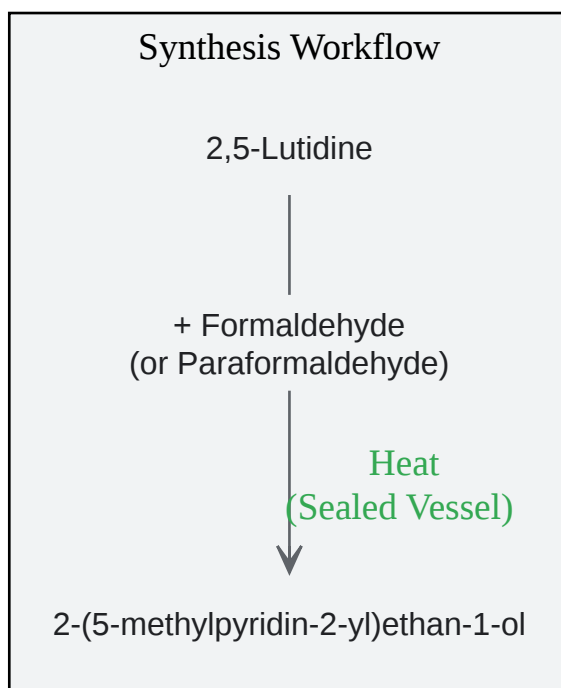 Synthesis Workflow
2,5-Lutidine
+ Formaldehyde
(or Paraformaldehyde)
Heat
(Sealed Vessel)
2-(5-methylpyridin-2-yl)ethan-1-ol